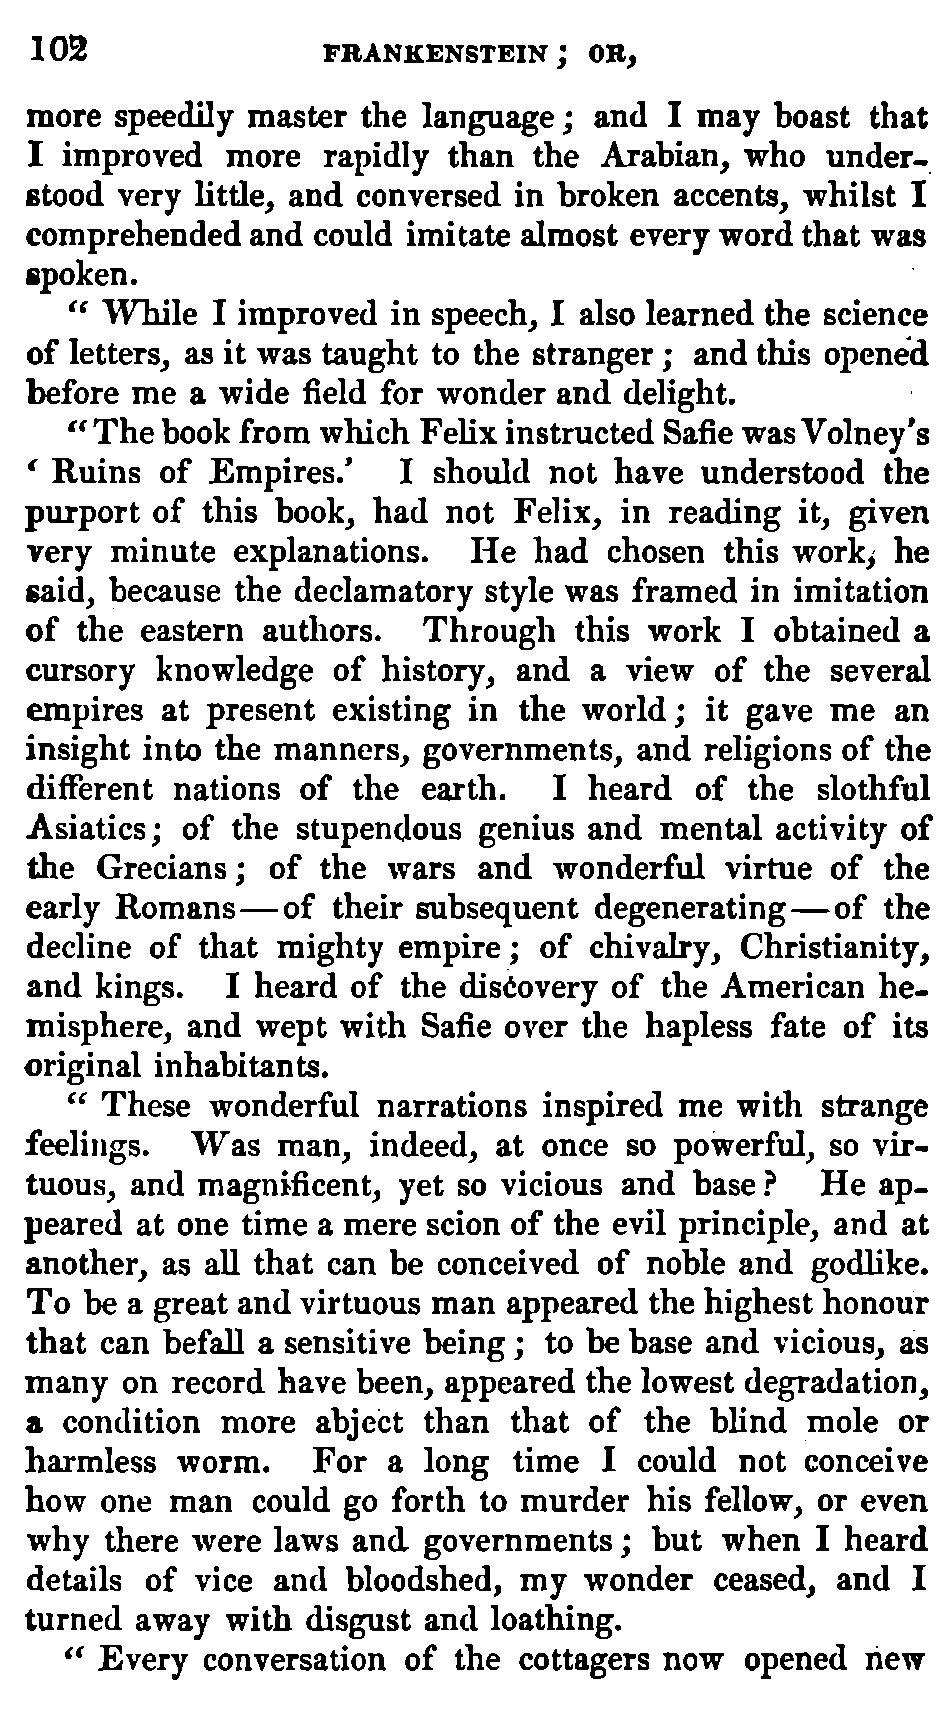 102 FRANKENSTEIN ; OR,
more speedily master the language ; and I may boast that
I improved more rapidly than the Arabian, who under-
stood very little, and conversed in broken accents, whilst I
comprehended and could imitate almost every word that was
spoken.
“ While I improved in speech, I also learned the science
of letters, as it was taught to the stranger ; and this opened
before me a wide field for wonder and delight.
“ The book from which Felix instructed Safie was Volney’s
‘ Ruins of Empires.’ I should not have understood the
purport of this book, had not Felix, in reading it, given
very minute explanations. He had chosen this work, he
said, because the declamatory style was framed in imitation
of the eastern authors. Through this work I obtained a
cursory knowledge of history, and a view of the several
empires at present existing in the world ; it gave me an
insight into the manners, governments, and religions of the
different nations of the earth. I heard of the slothful
Asiatics ; of the stupendous genius and mental activity of
the Grecians ; of the wars and wonderful virtue of the
early Romans—of their subsequent degenerating—of the
decline of that mighty empire ; of chivalry, Christianity,
and kings. I heard of the discovery of the American he-
misphere, and wept with Safie over the hapless fate of its
original inhabitants.
“ These wonderful narrations inspired me with strange
feelings. Was man, indeed, at once so powerful, so vir-
tuous, and magnificent, yet so vicious and base ? He ap-
peared at one time a mere scion of the evil principle, and at
another, as all that can be conceived of noble and godlike.
To be a great and virtuous man appeared the highest honour
that can befall a sensitive being ; to be base and vicious, as
many on record have been, appeared the lowest degradation,
a condition more abject than that of the blind mole or
harmless worm. For a long time I could not conceive
how one man could go forth to murder his fellow, or even
why there were laws and governments ; but when I heard
details of vice and bloodshed, my wonder ceased, and I
turned away with disgust and loathing.
“ Every conversation of the cottagers now opened new